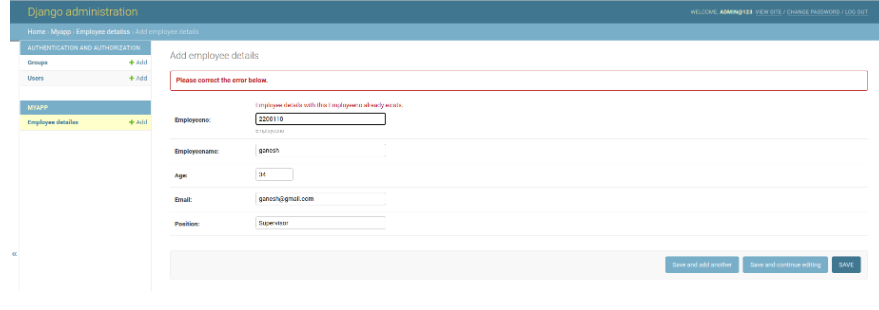 Django administration
WELCOME, ADMIN@123. VIEW SITE / CHANGE PASSWORD / LOG OUT
Home › Myapp › Employee detailss › Add employee details
AUTHENTICATION AND AUTHORIZATION
Groups + Add
Users + Add
MYAPP
Employee detailss + Add
Add employee details
Please correct the error below.
Employee details with this Employeeno already exists.
Employeeno: 2200110
Employeeno
Employeename: ganesh
Age: 34
Email: ganesh@gmail.com
Position: Supervisor
«
Save and add another Save and continue editing SAVE